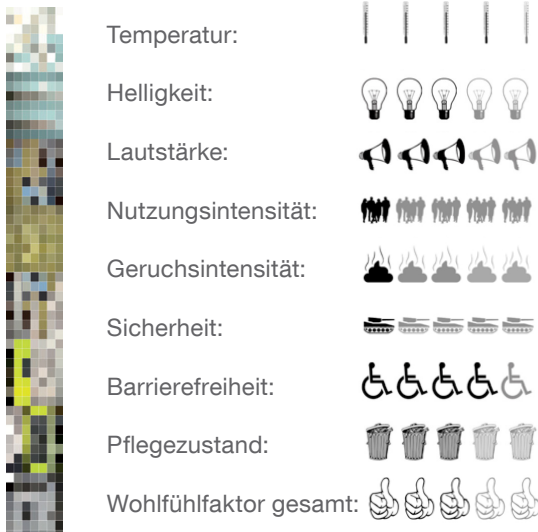 Temperatur:
Helligkeit:
Lautstärke:
Nutzungsintensität:
Geruchsintensität:
Sicherheit:
Barrierefreiheit:
Pflegezustand:
Wohlfühlfaktor gesamt: